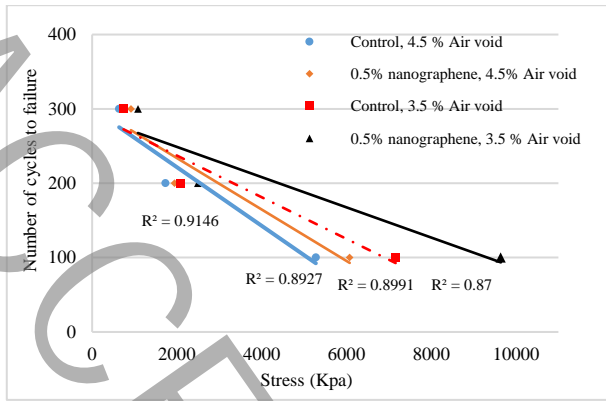 400
300
200
100
0
Number of cycles to failure
Control, 4.5 % Air void
0.5% nanographene, 4.5% Air void
Control, 3.5 % Air void
0.5% nanographene, 3.5 % Air void
R² = 0.9146
R² = 0.8927
R² = 0.8991
R² = 0.87
0 2000 4000 6000 8000 10000
Stress (Kpa)